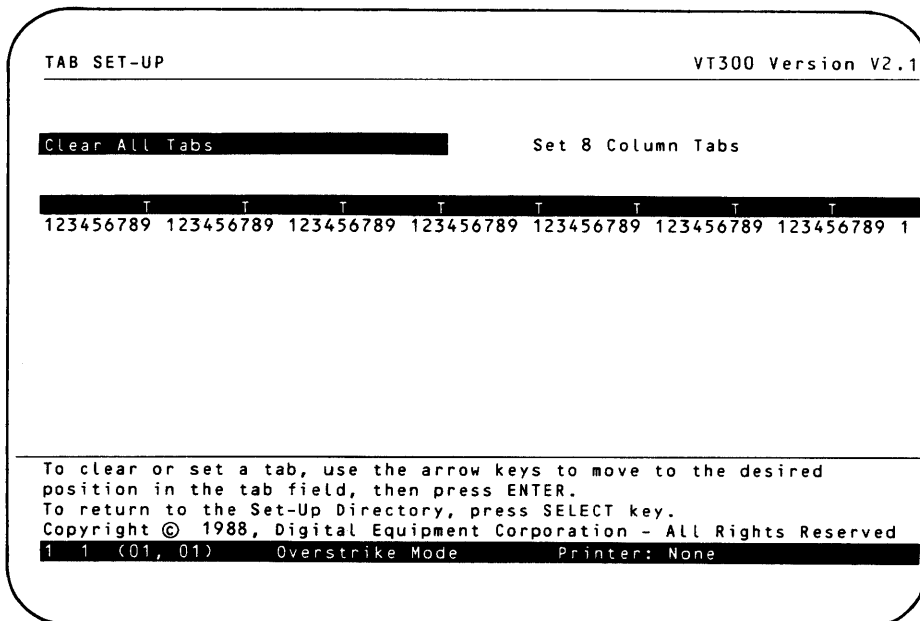 TAB SET-UP VT300 Version V2.1
Clear All Tabs Set 8 Column Tabs
T T T T T T T T
123456789 123456789 123456789 123456789 123456789 123456789 123456789 1
To clear or set a tab, use the arrow keys to move to the desired
position in the tab field, then press ENTER.
To return to the Set-Up Directory, press SELECT key.
Copyright © 1988, Digital Equipment Corporation - All Rights Reserved
1 1 (01, 01) Overstrike Mode Printer: None